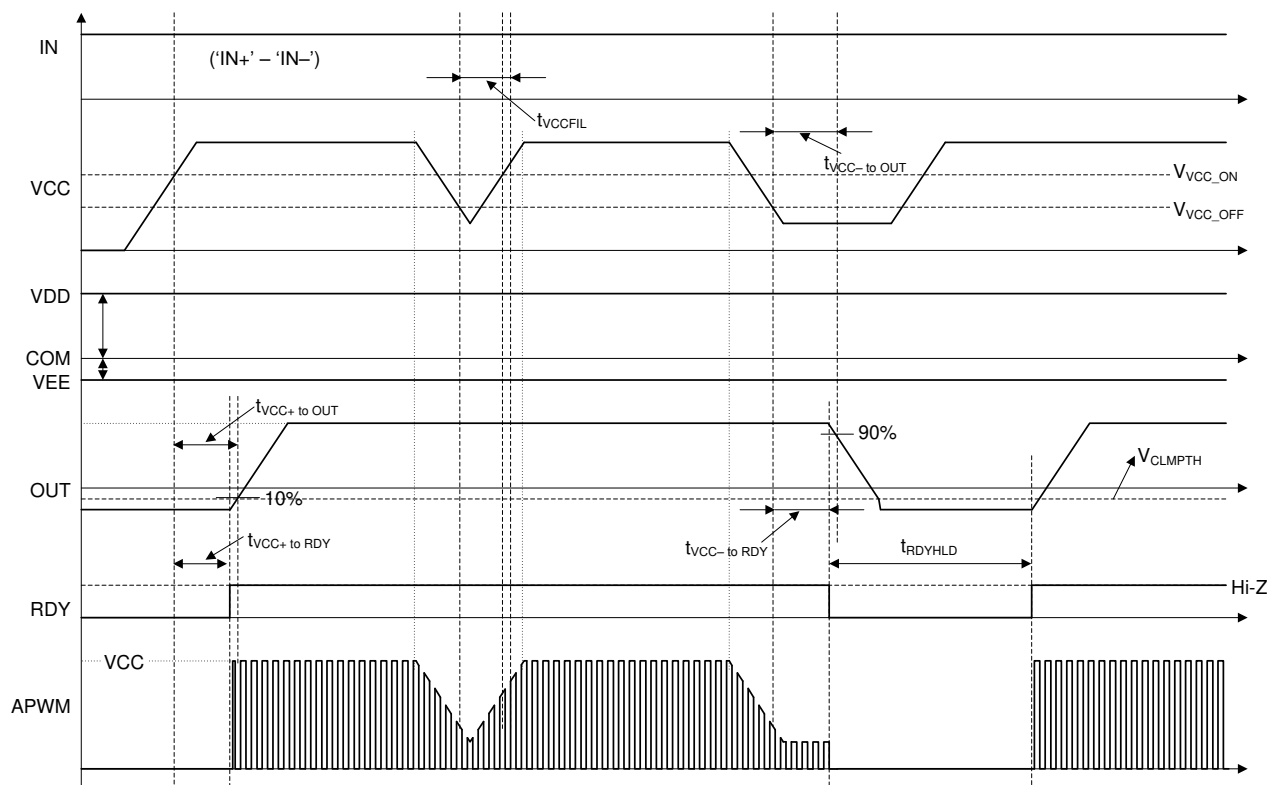 IN
(‘IN+’ – ‘IN–’)
tVCCFIL
tVCC– to OUT
VCC
VVCC_ON
VVCC_OFF
VDD
COM
VEE
tVCC+ to OUT
90%
VCLMPTH
OUT
10%
tVCC+ to RDY
tVCC– to RDY
tRDYHLD
Hi-Z
RDY
VCC
APWM